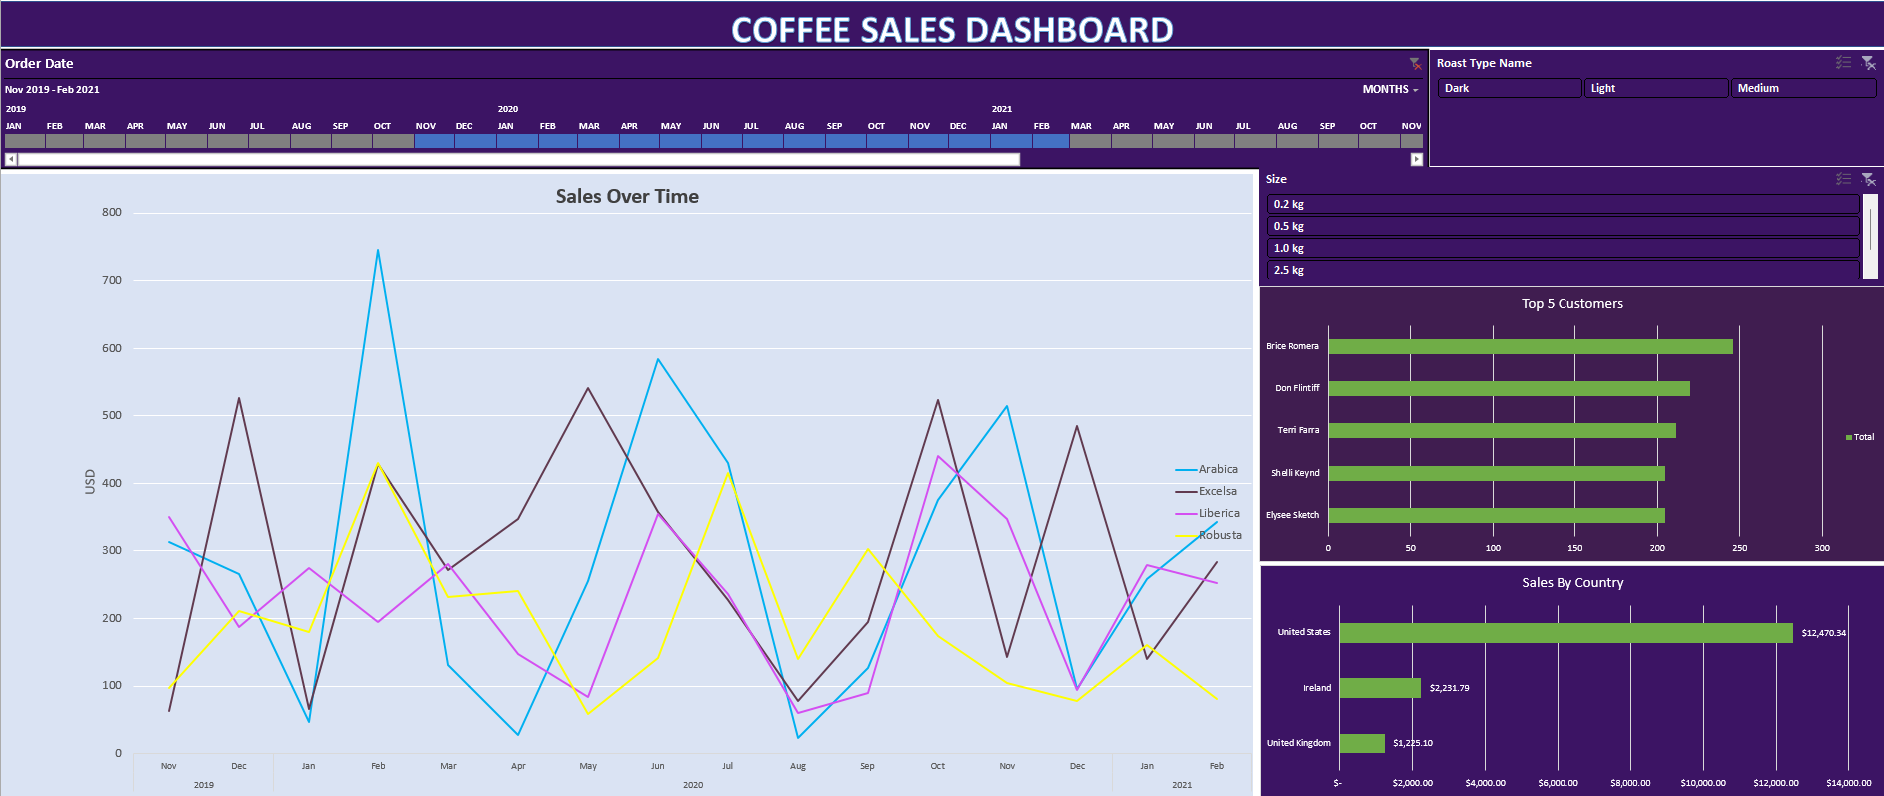 COFFEE SALES DASHBOARD
Order Date
Nov 2019 - Feb 2021
MONTHS
2019 2020 2021
JAN FEB MAR APR MAY JUN JUL AUG SEP OCT NOV DEC JAN FEB MAR APR MAY JUN JUL AUG SEP OCT NOV DEC JAN FEB MAR APR MAY JUN JUL AUG SEP OCT NOV
Roast Type Name
Dark Light Medium
Size
0.2 kg
0.5 kg
1.0 kg
2.5 kg
Sales Over Time
800
700
600
500
400
300
200
100
0
USD
Arabica
Excelsa
Liberica
Robusta
Nov Dec Jan Feb Mar Apr May Jun Jul Aug Sep Oct Nov Dec Jan Feb
2019 2020 2021
Top 5 Customers
Brice Romera
Don Flintiff
Terri Farra
Shelli Keynd
Elysee Sketch
Total
0 50 100 150 200 250 300
Sales By Country
United States $12,470.34
Ireland $2,231.79
United Kingdom $1,225.10
$- $2,000.00 $4,000.00 $6,000.00 $8,000.00 $10,000.00 $12,000.00 $14,000.00